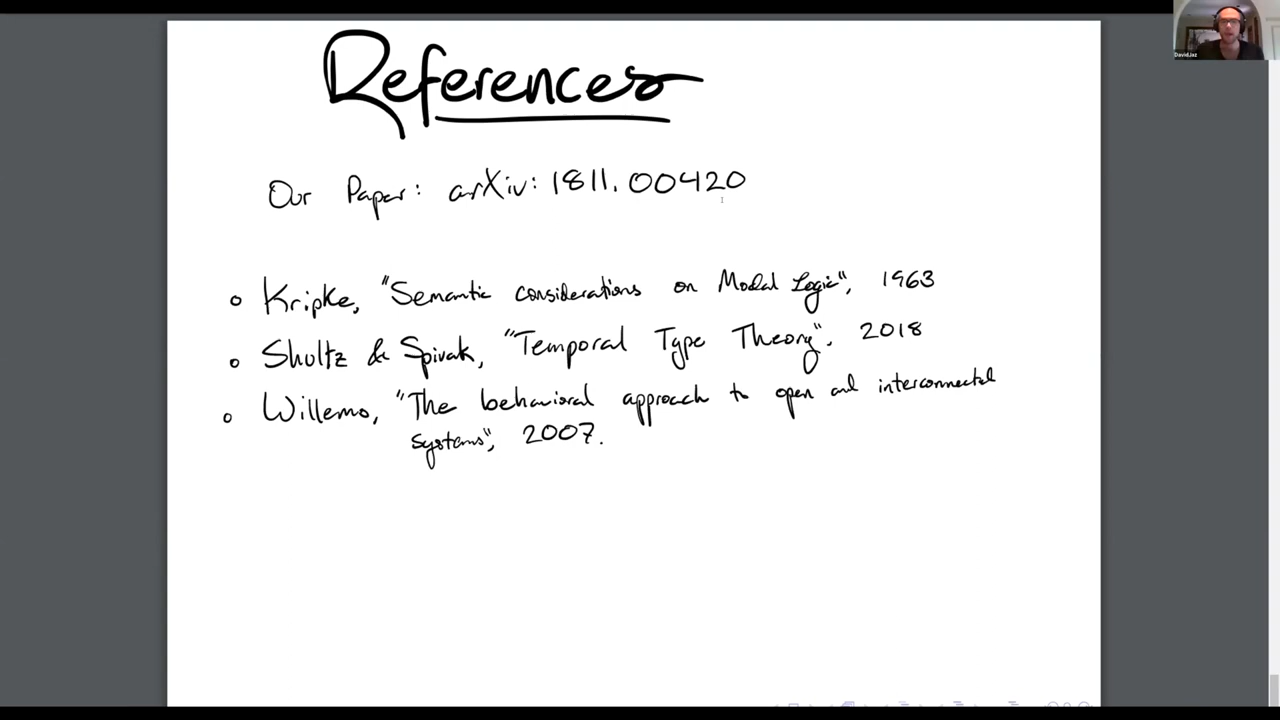 References
Our Paper: arXiv: 1811.00420
Kripke, "Semantic considerations on Modal Logic", 1963
Shultz & Spivak, "Temporal Type Theory", 2018
Willems, "The behavioral approach to open and interconnected
systems", 2007.
DavidJaz